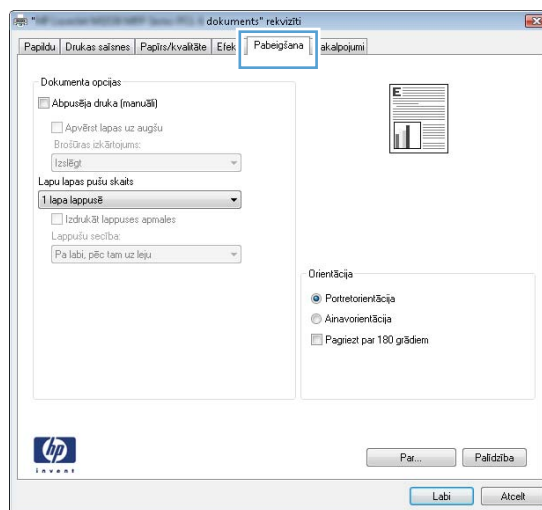 dokuments" rekvizīti
Papildu Drukas saīsnes Papīrs/kvalitāte Efek Pabeigšana akalpojumi
Dokumenta opcijas
Abpusēja druka (manuāli)
Apvērst lapas uz augšu
Brošūras izkārtojums:
Izslēgt
Lapu lapas pušu skaits
1 lapa lappusē
Izdrukāt lappuses apmales
Lappušu secība:
Pa labi, pēc tam uz leju
E
Orientācija
Portretorientācija
Ainavorientācija
Pagriezt par 180 grādiem
hp
invent
Par... Palīdzība
Labi Atcelt